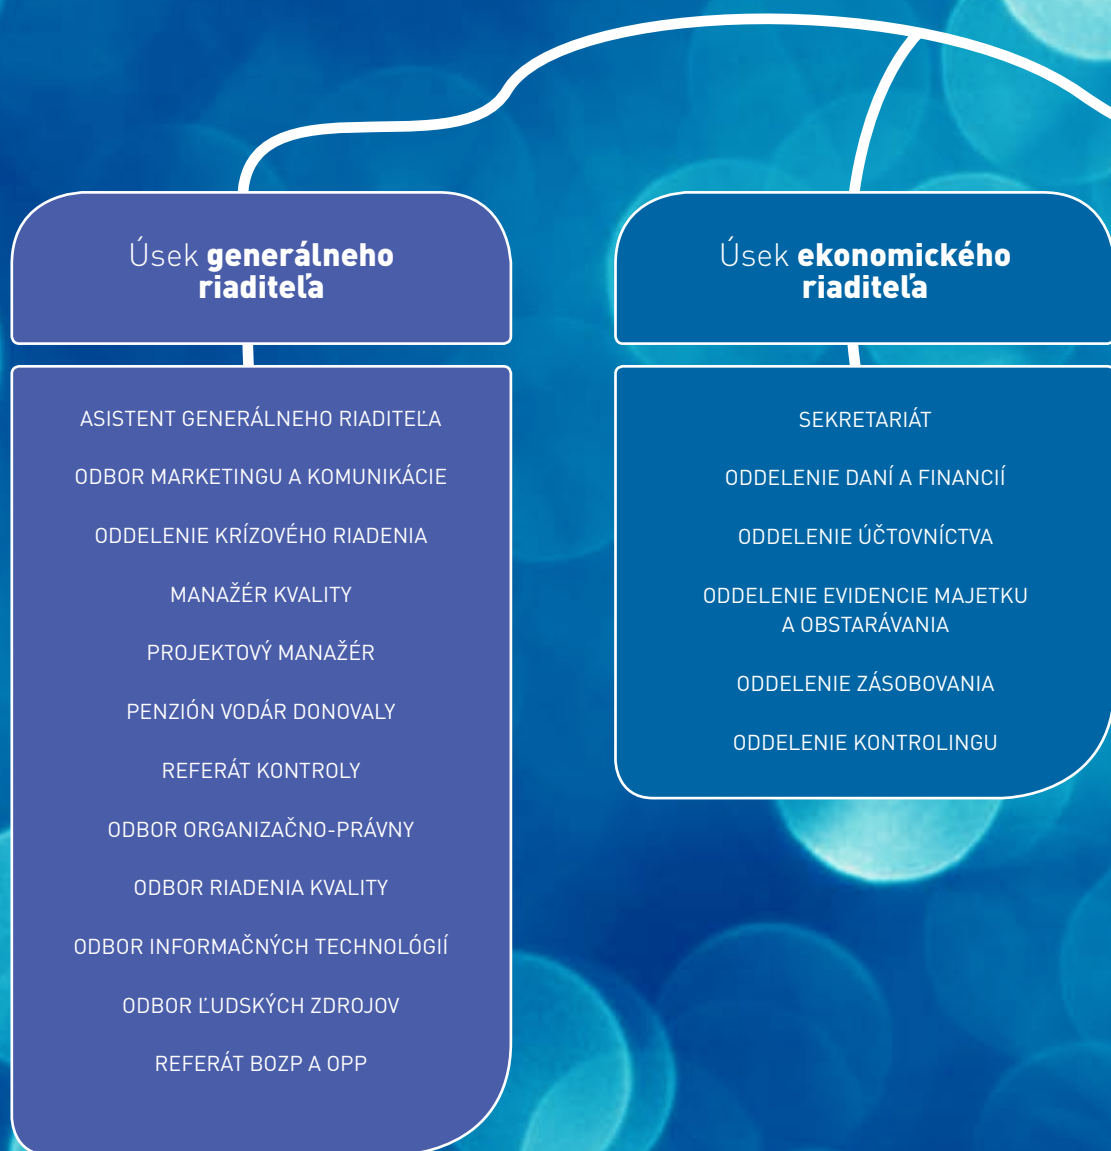 Úsek generálneho
riaditeľa
ASISTENT GENERÁLNEHO RIADITEĽA
ODBOR MARKETINGU A KOMUNIKÁCIE
ODDELENIE KRÍZOVÉHO RIADENIA
MANAŽÉR KVALITY
PROJEKTOVÝ MANAŽÉR
PENZIÓN VODÁR DONOVALY
REFERÁT KONTROLY
ODBOR ORGANIZAČNO-PRÁVNY
ODBOR RIADENIA KVALITY
ODBOR INFORMAČNÝCH TECHNOLÓGIÍ
ODBOR ĽUDSKÝCH ZDROJOV
REFERÁT BOZP A OPP
Úsek ekonomického
riaditeľa
SEKRETARIÁT
ODDELENIE DANÍ A FINANCIÍ
ODDELENIE ÚČTOVNÍCTVA
ODDELENIE EVIDENCIE MAJETKU
A OBSTARÁVANIA
ODDELENIE ZÁSOBOVANIA
ODDELENIE KONTROLINGU